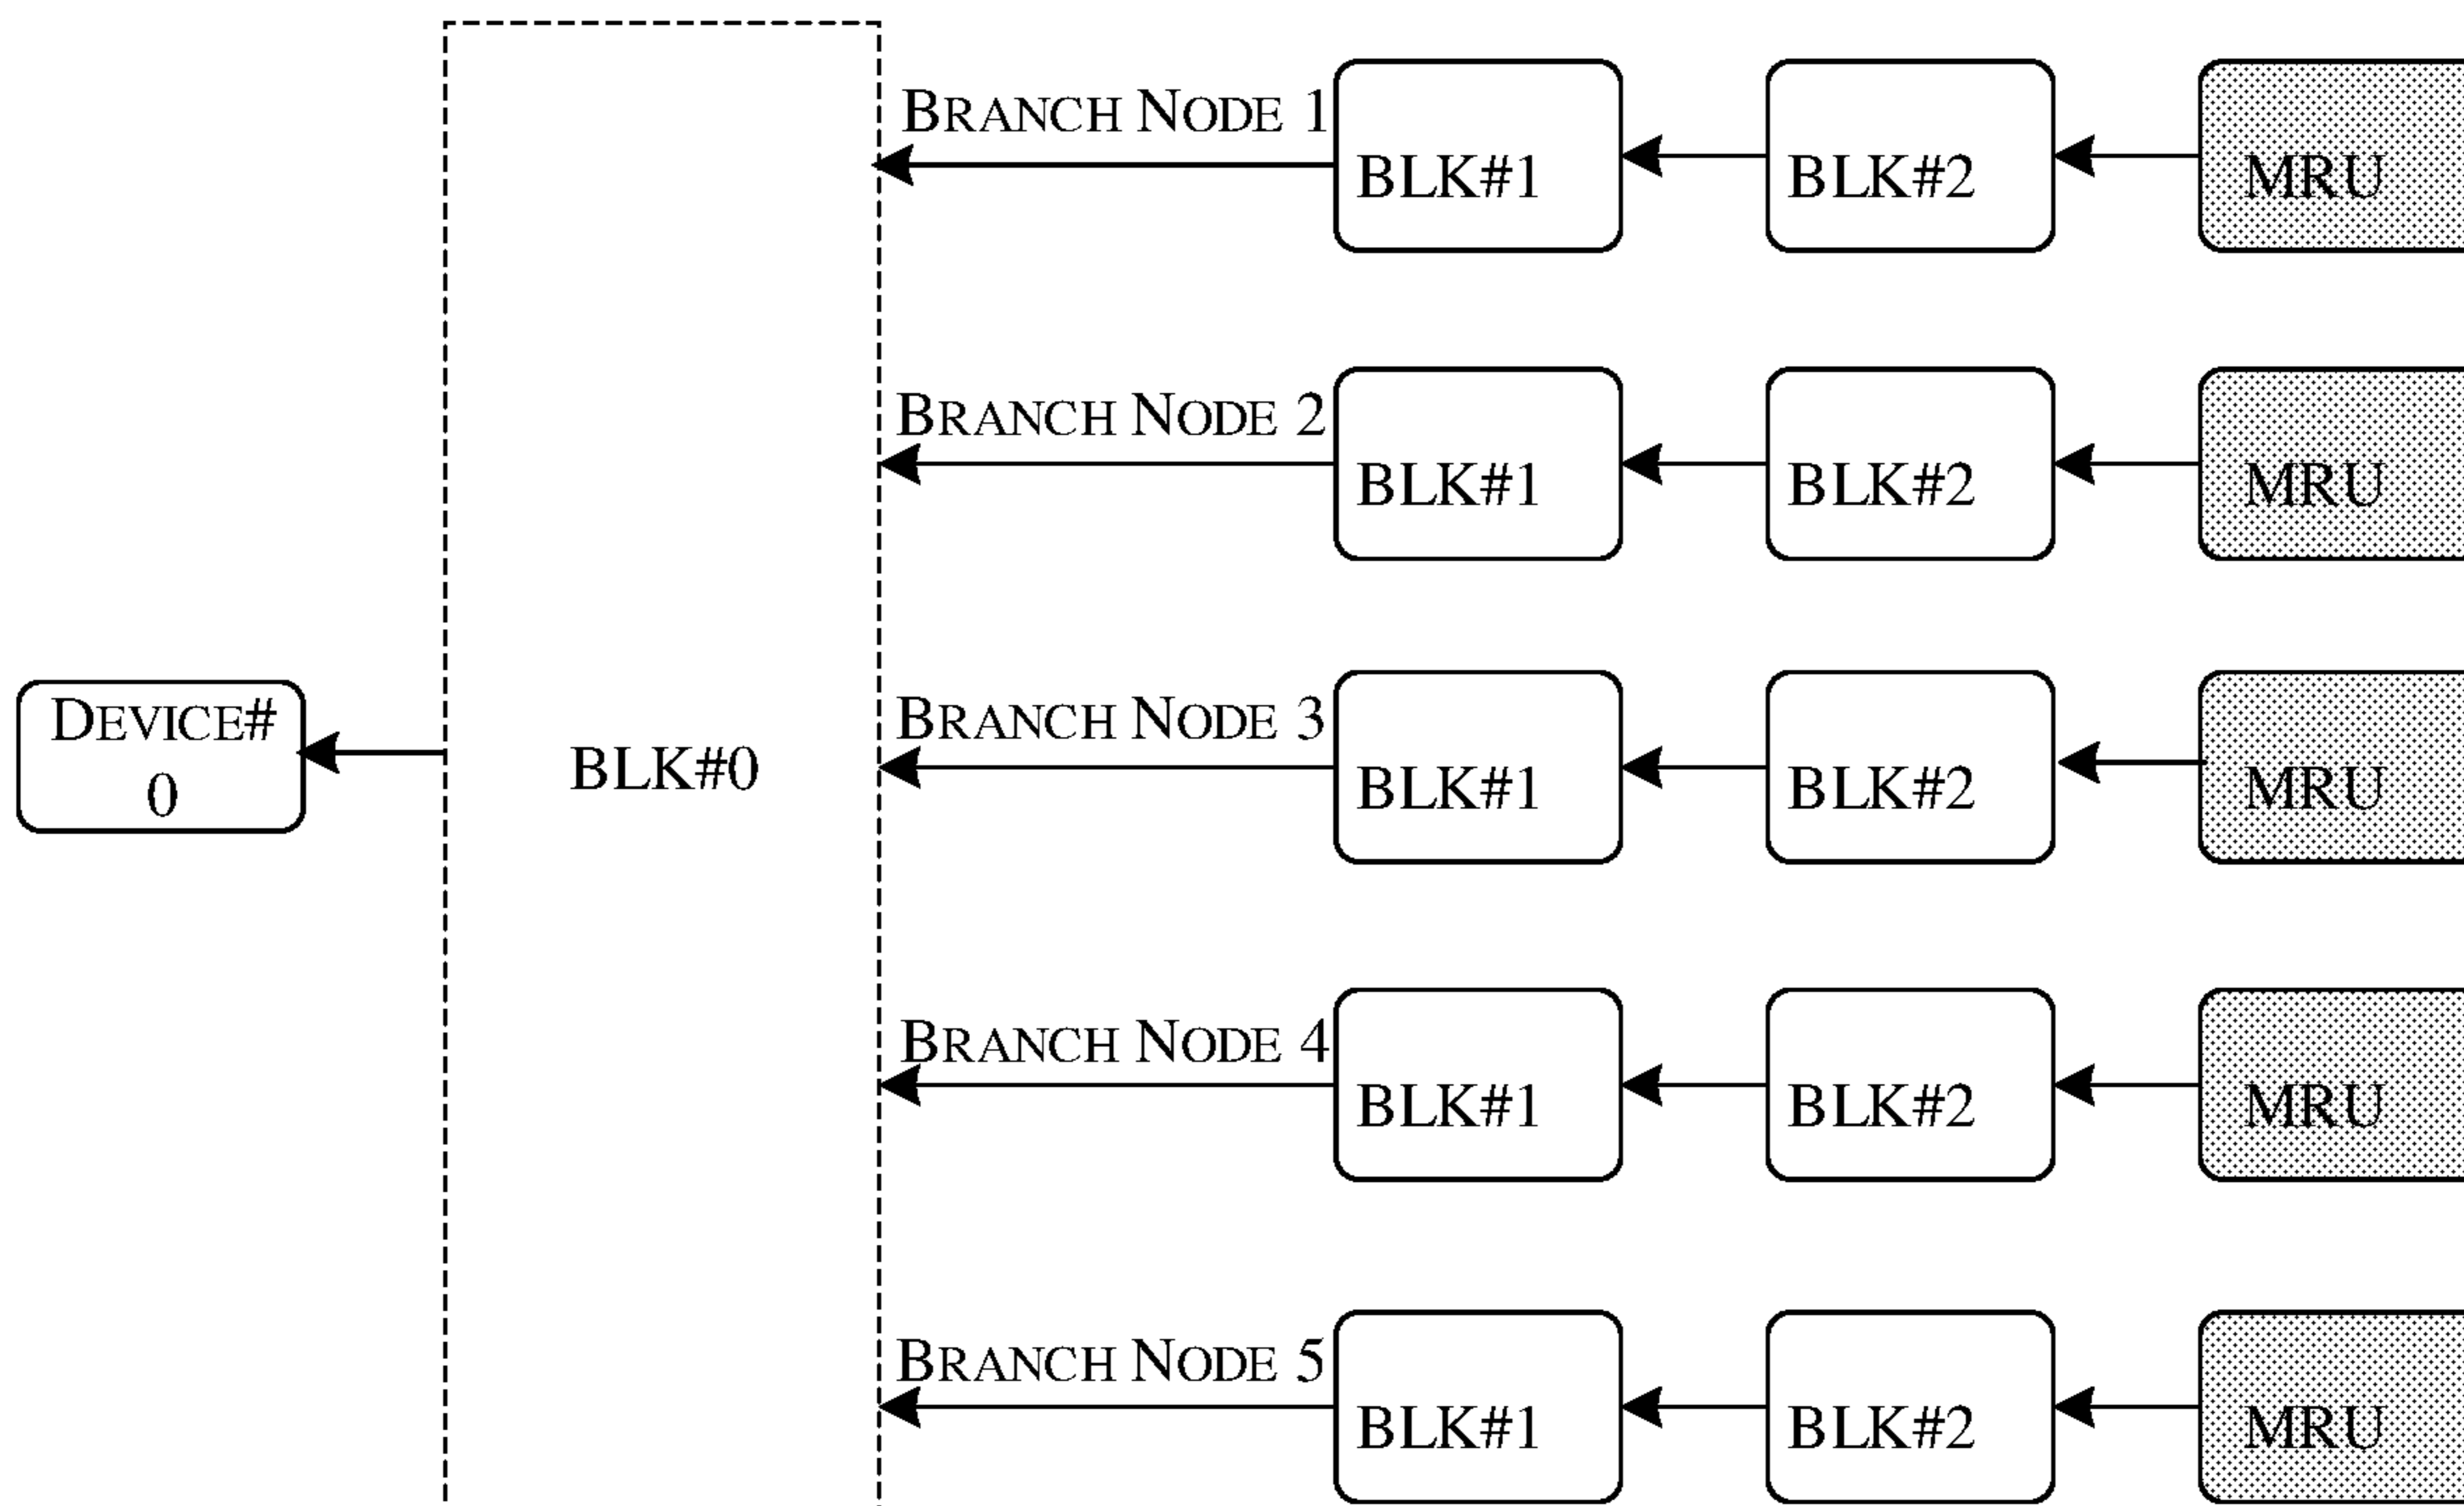 BRANCH NODE 1
BLK#1
BLK#2
MRU
BRANCH NODE 2
BLK#1
BLK#2
MRU
DEVICE#
0
BLK#0
BRANCH NODE 3
BLK#1
BLK#2
MRU
BRANCH NODE 4
BLK#1
BLK#2
MRU
BRANCH NODE 5
BLK#1
BLK#2
MRU